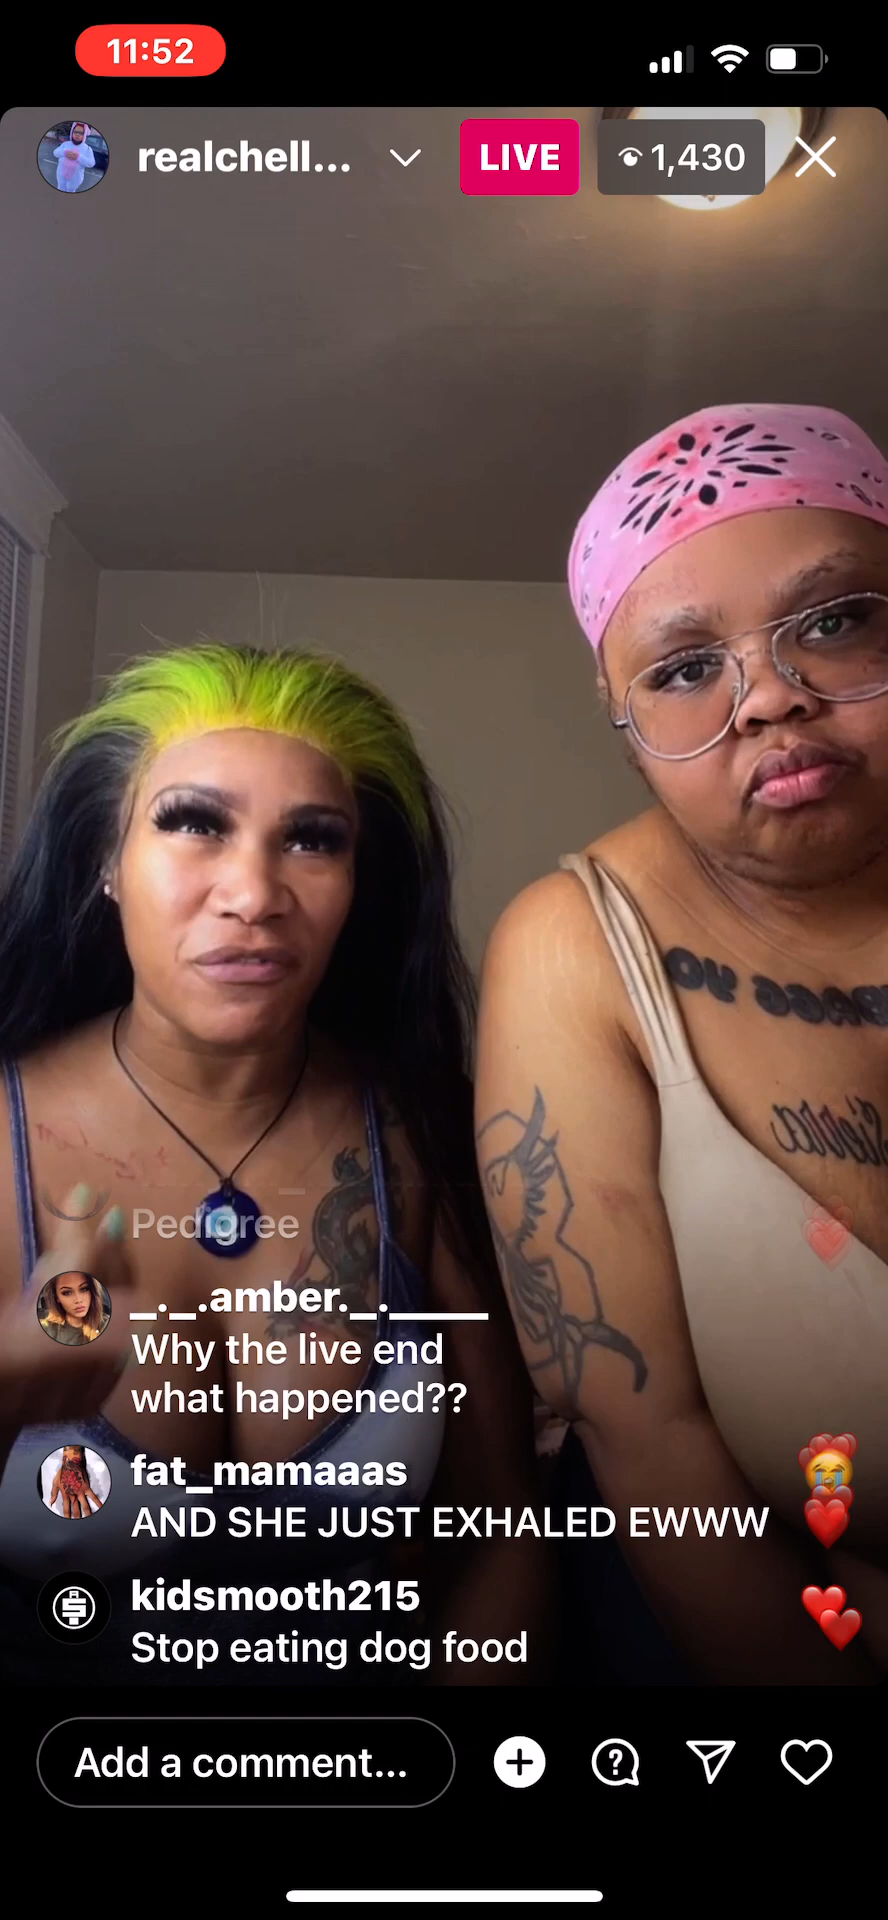 11:52
realchell...
LIVE
1,430
Pedigree
_._.amber._.____
Why the live end
what happened??
fat_mamaaas
AND SHE JUST EXHALED EWWW
kidsmooth215
Stop eating dog food
Add a comment...